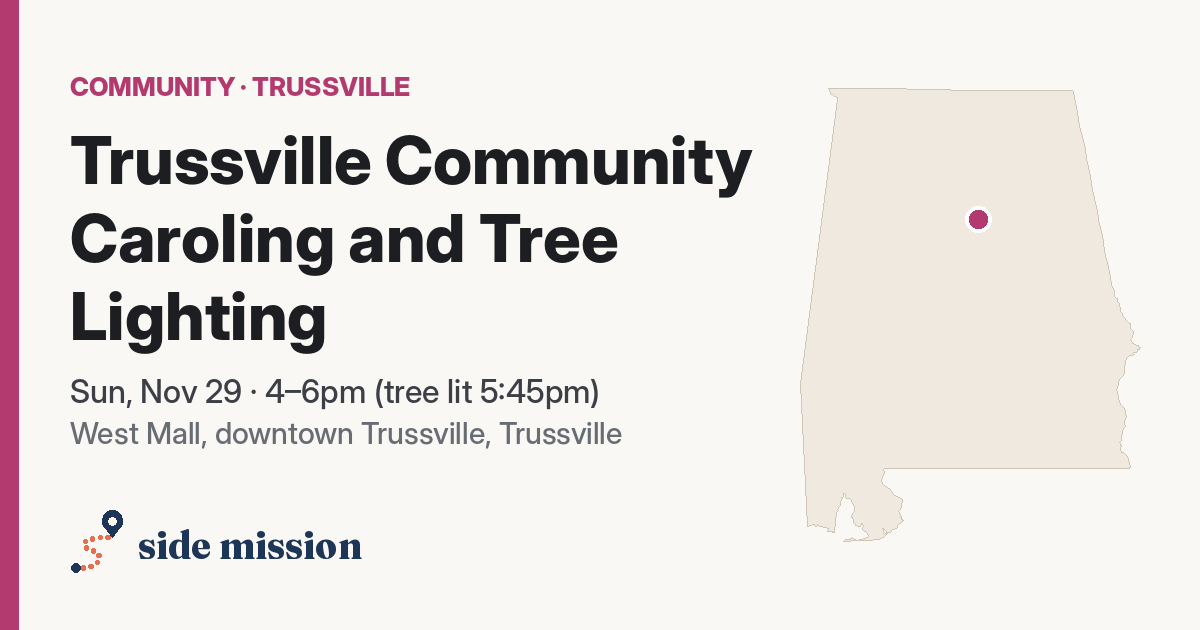 COMMUNITY · TRUSSVILLE
Trussville Community
Caroling and Tree
Lighting
Sun, Nov 29 · 4–6pm (tree lit 5:45pm)
West Mall, downtown Trussville, Trussville
side mission